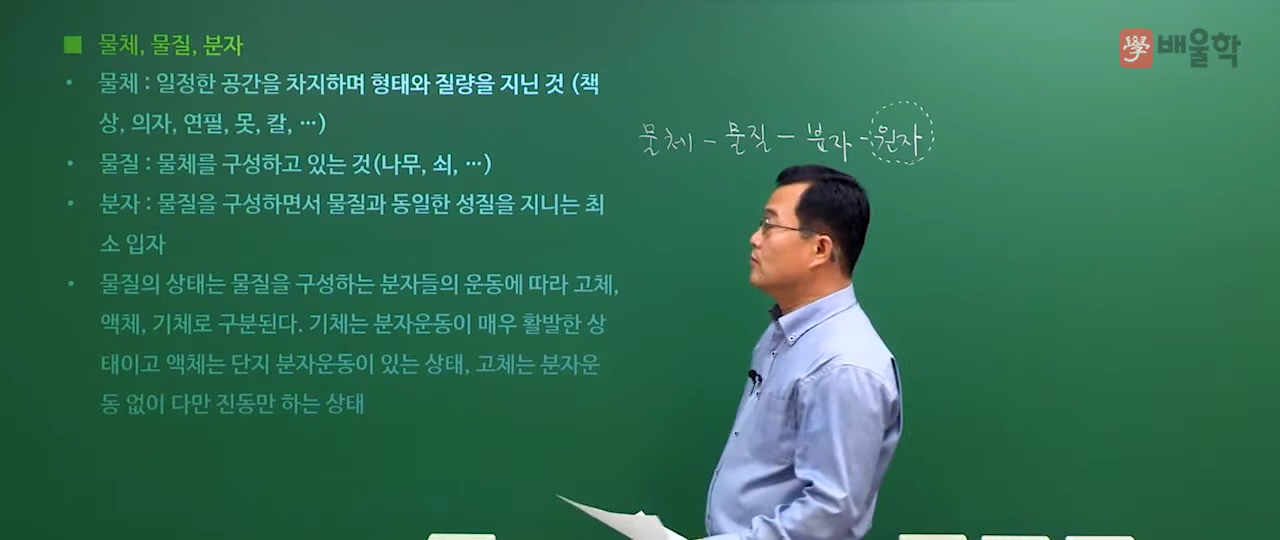 ■ 물체, 물질, 분자
• 물체 : 일정한 공간을 차지하며 형태와 질량을 지닌 것 (책
상, 의자, 연필, 못, 칼, …)
• 물질 : 물체를 구성하고 있는 것(나무, 쇠, …)
• 분자 : 물질을 구성하면서 물질과 동일한 성질을 지니는 최
소 입자
• 물질의 상태는 물질을 구성하는 분자들의 운동에 따라 고체,
액체, 기체로 구분된다. 기체는 분자운동이 매우 활발한 상
태이고 액체는 단지 분자운동이 있는 상태, 고체는 분자운
동 없이 다만 진동만 하는 상태
學 배울학
물체 - 물질 - 분자 - 원자